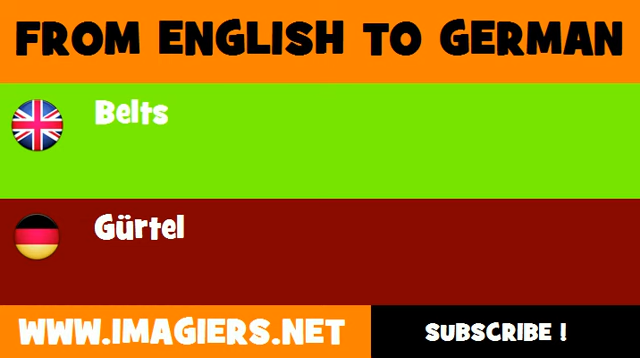 FROM ENGLISH TO GERMAN
Belts
Gürtel
WWW.IMAGIERS.NET
SUBSCRIBE !